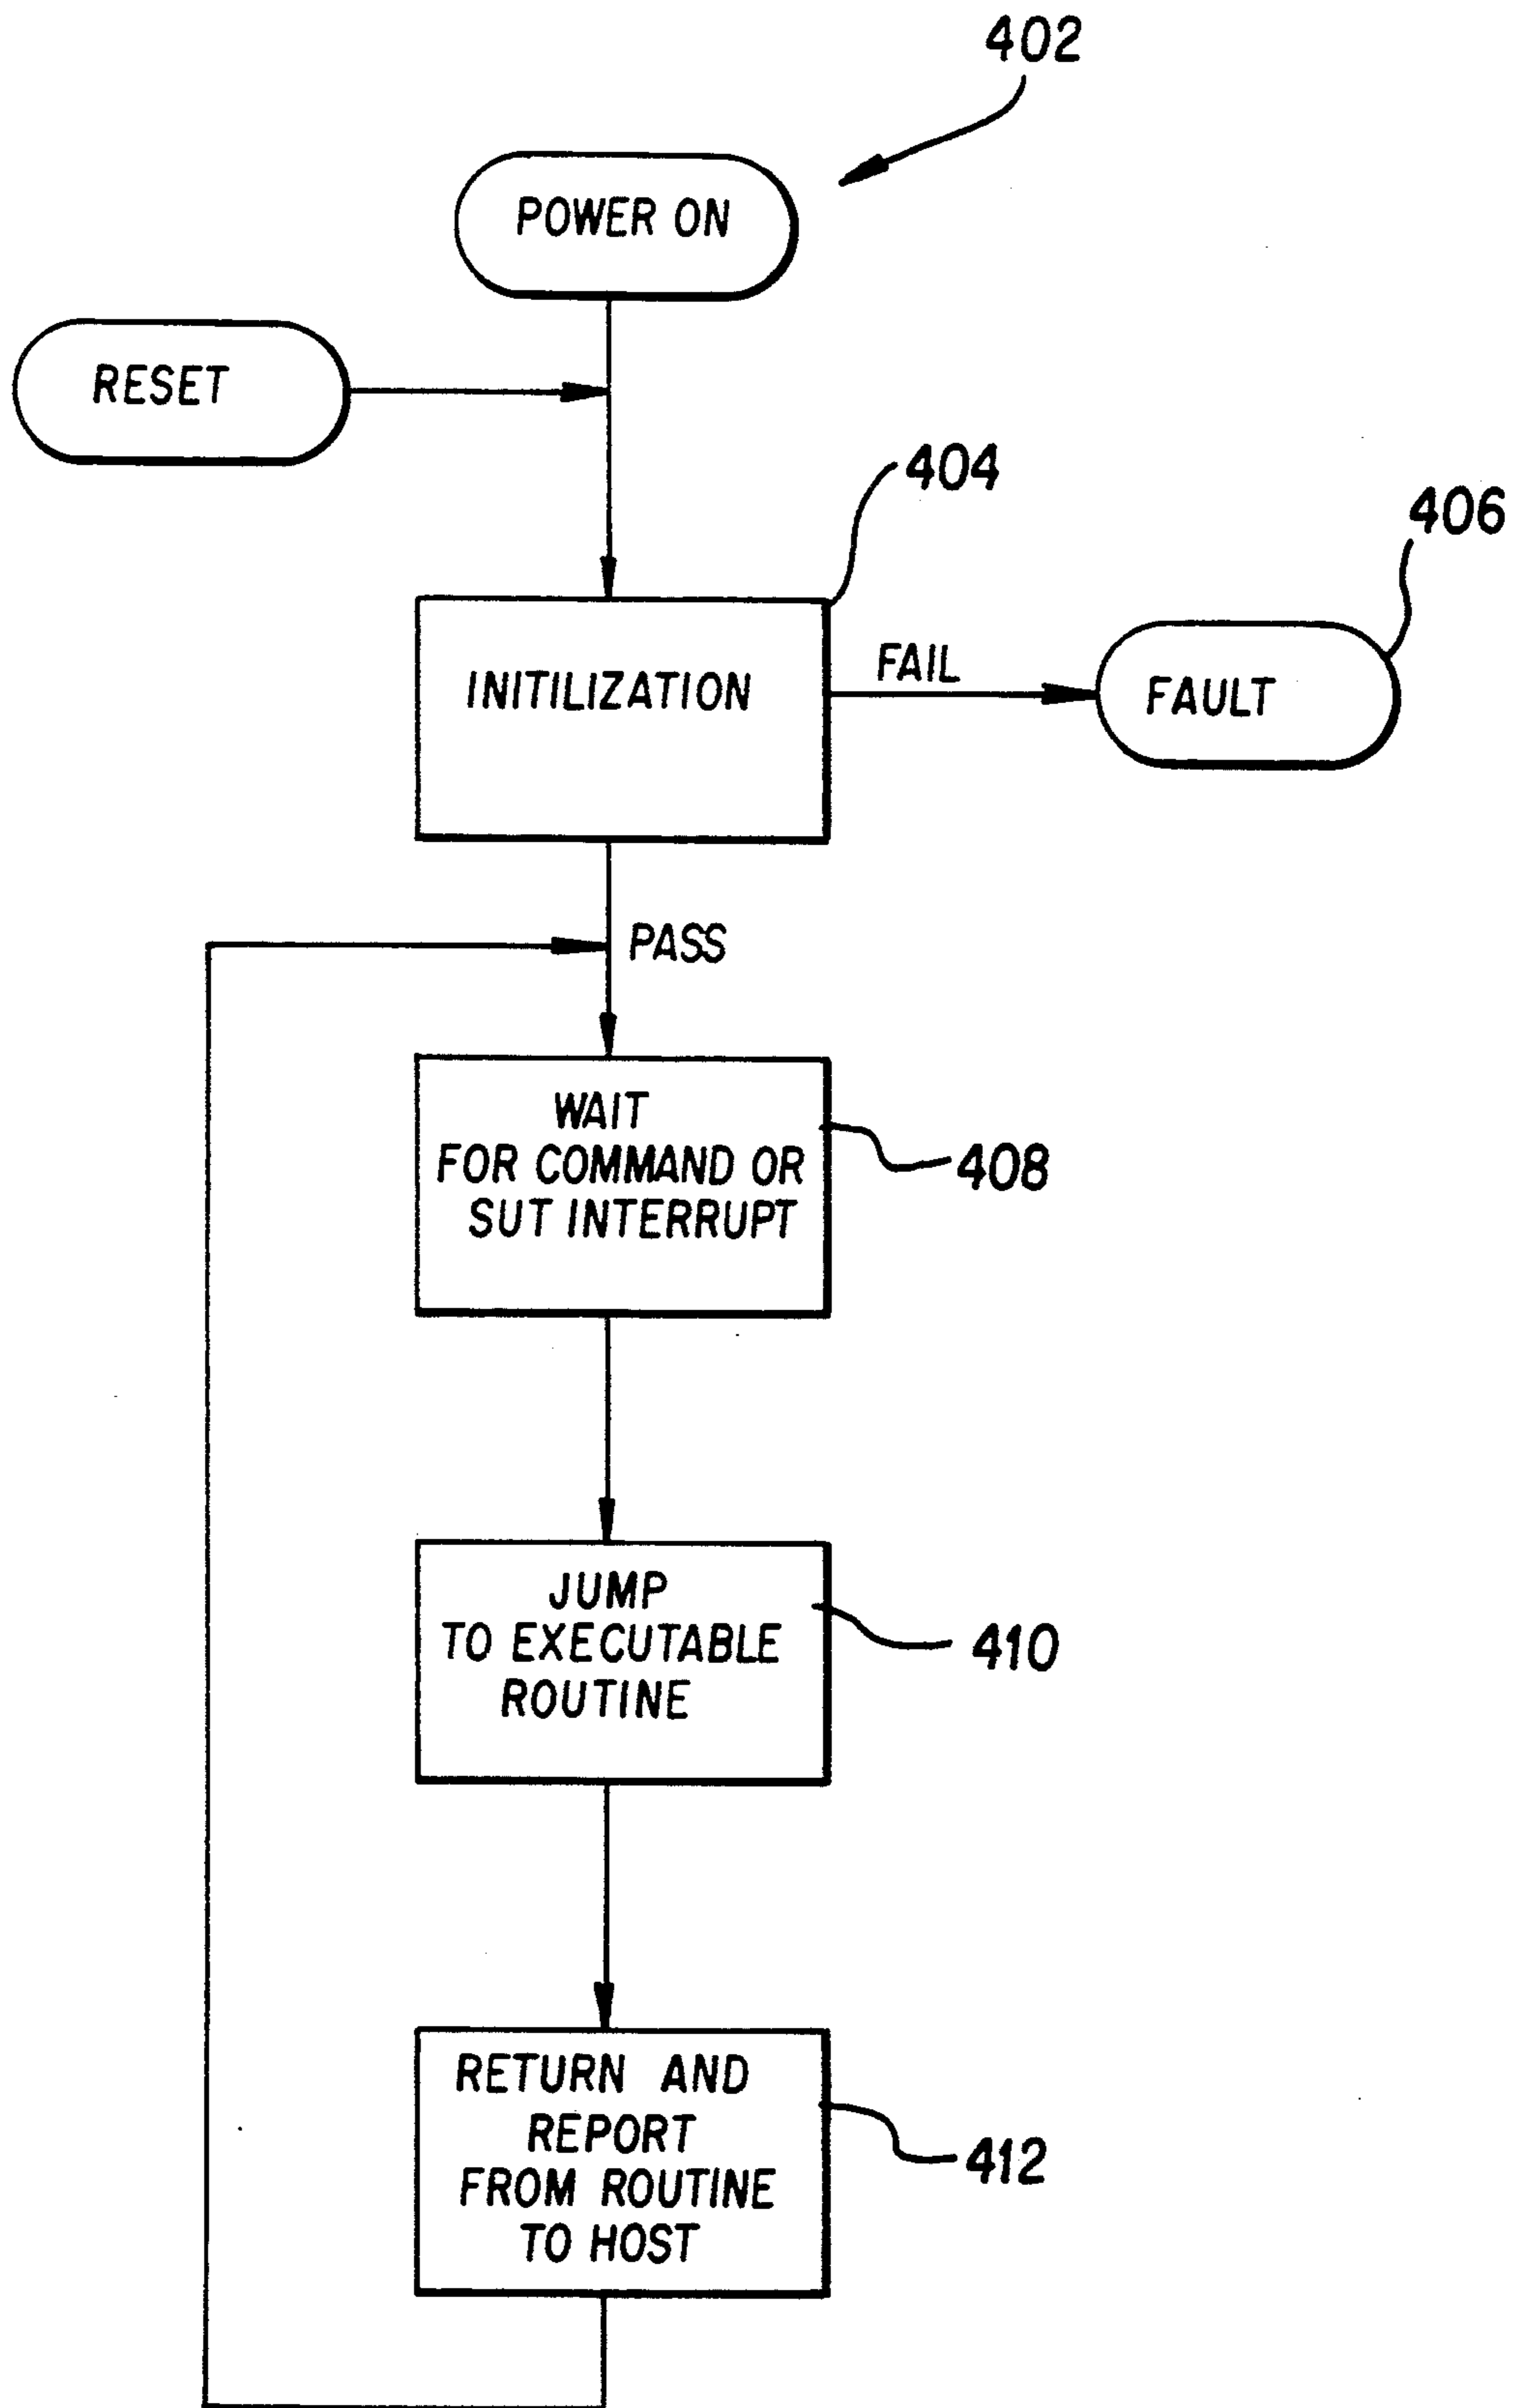 402
POWER ON
RESET
404
406
INITILIZATION
FAIL
FAULT
PASS
WAIT
FOR COMMAND OR
SUT INTERRUPT
408
JUMP
TO EXECUTABLE
ROUTINE
410
RETURN AND
REPORT
FROM ROUTINE
TO HOST
412